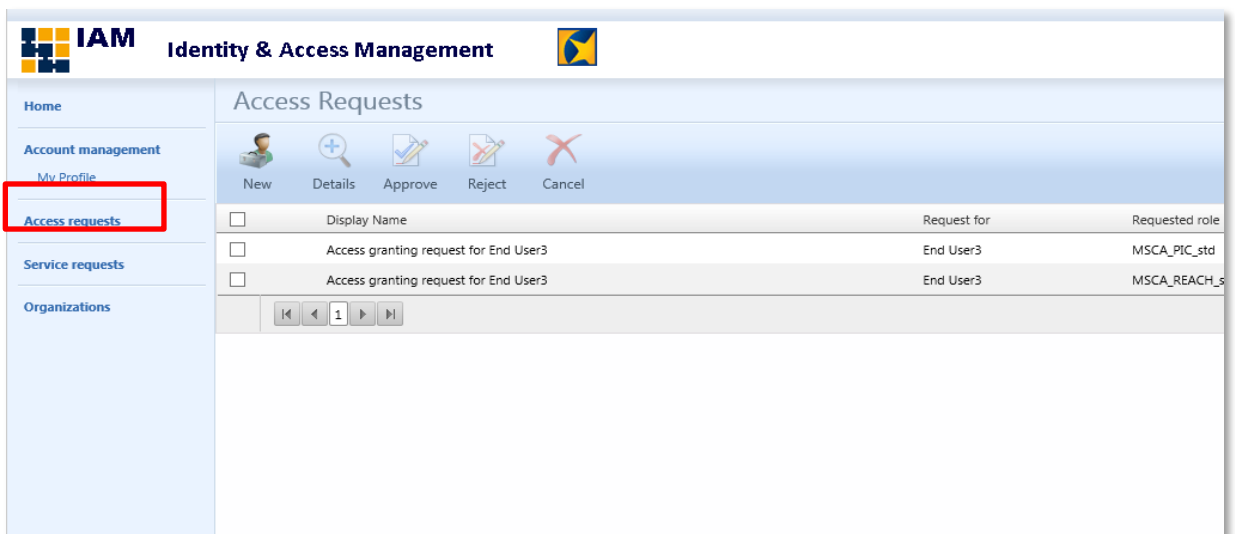 IAM
Identity & Access Management
Home
Account management
My Profile
Access requests
Service requests
Organizations
Access Requests
New Details Approve Reject Cancel
Display Name Request for Requested role
Access granting request for End User3 End User3 MSCA_PIC_std
Access granting request for End User3 End User3 MSCA_REACH_s
1